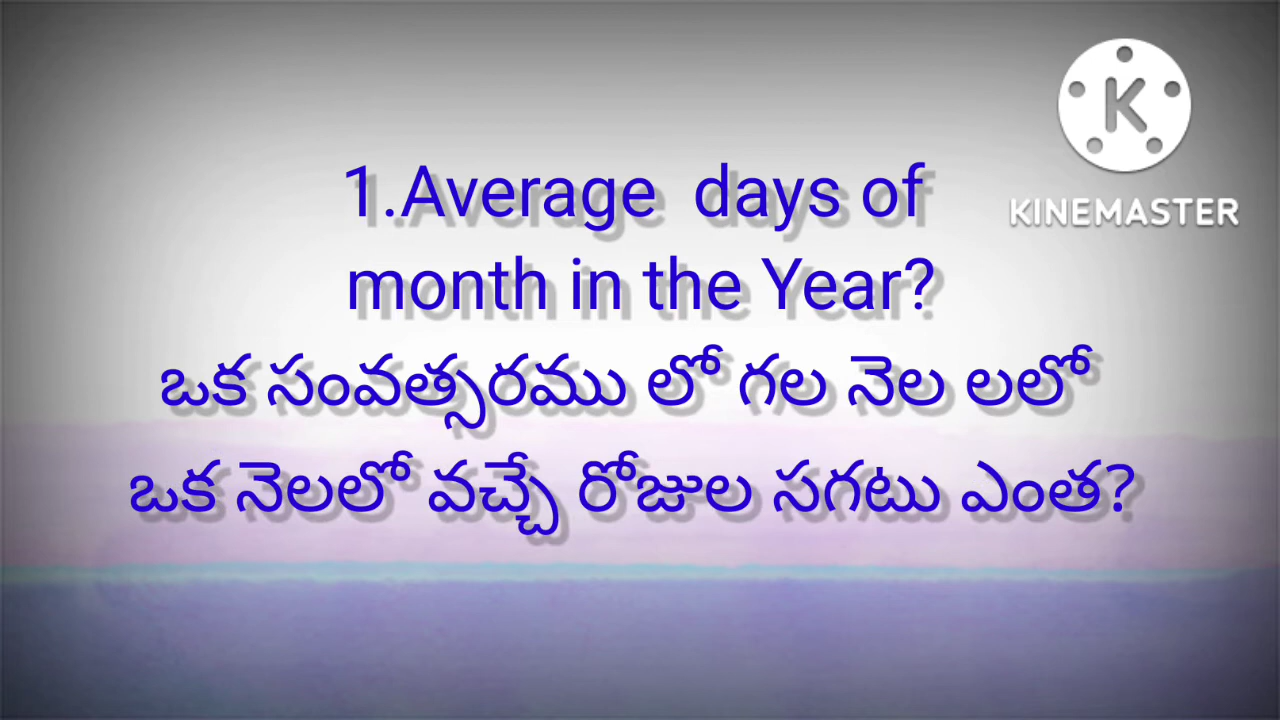 1.Average days of
month in the Year?
ఒక సంవత్సరము లో గల నెల లలో
ఒక నెలలో వచ్చే రోజుల సగటు ఎంత?
K
KINEMASTER